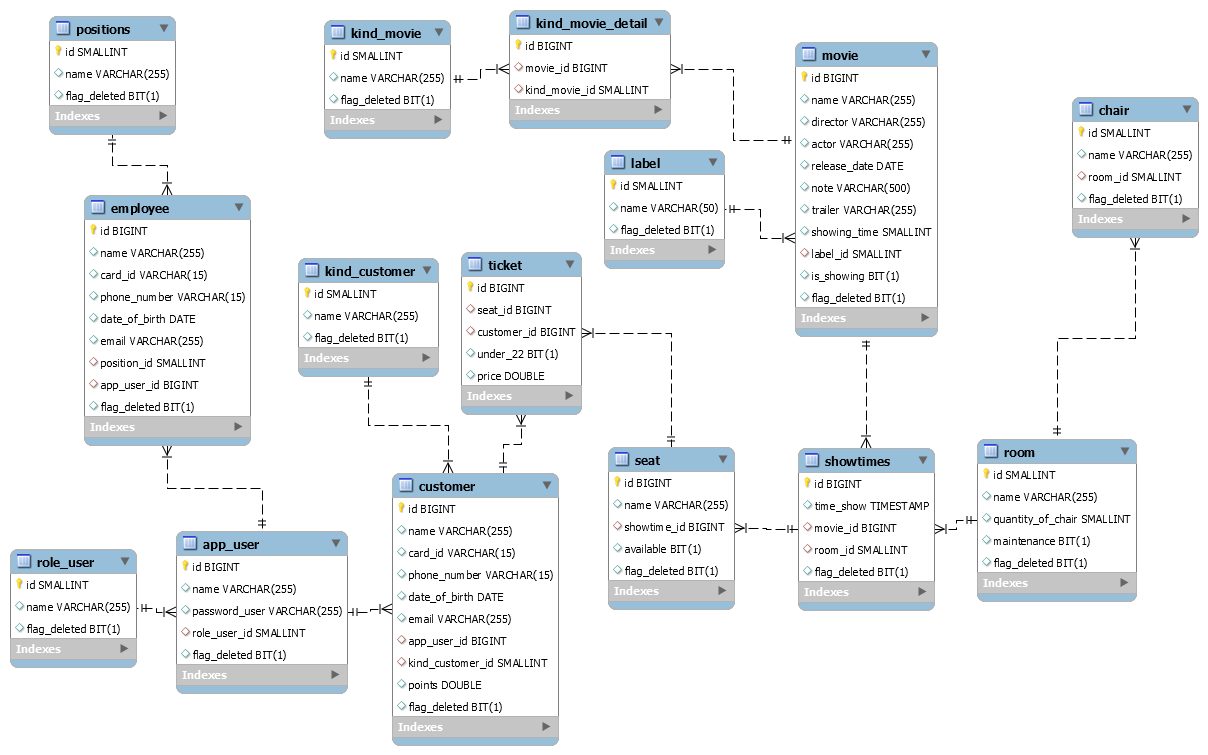 positions
id SMALLINT
name VARCHAR(255)
flag_deleted BIT(1)
Indexes
kind_movie
id SMALLINT
name VARCHAR(255)
flag_deleted BIT(1)
Indexes
kind_movie_detail
id BIGINT
movie_id BIGINT
kind_movie_id SMALLINT
Indexes
movie
id BIGINT
name VARCHAR(255)
director VARCHAR(255)
actor VARCHAR(255)
release_date DATE
note VARCHAR(500)
trailer VARCHAR(255)
showing_time SMALLINT
label_id SMALLINT
is_showing BIT(1)
flag_deleted BIT(1)
Indexes
chair
id SMALLINT
name VARCHAR(255)
room_id SMALLINT
flag_deleted BIT(1)
Indexes
label
id SMALLINT
name VARCHAR(50)
flag_deleted BIT(1)
Indexes
employee
id BIGINT
name VARCHAR(255)
card_id VARCHAR(15)
phone_number VARCHAR(15)
date_of_birth DATE
email VARCHAR(255)
position_id SMALLINT
app_user_id BIGINT
flag_deleted BIT(1)
Indexes
kind_customer
id SMALLINT
name VARCHAR(255)
flag_deleted BIT(1)
Indexes
ticket
id BIGINT
seat_id BIGINT
customer_id BIGINT
under_22 BIT(1)
price DOUBLE
Indexes
customer
id BIGINT
name VARCHAR(255)
card_id VARCHAR(15)
phone_number VARCHAR(15)
date_of_birth DATE
email VARCHAR(255)
app_user_id BIGINT
kind_customer_id SMALLINT
points DOUBLE
flag_deleted BIT(1)
Indexes
seat
id BIGINT
name VARCHAR(255)
showtime_id BIGINT
available BIT(1)
flag_deleted BIT(1)
Indexes
showtimes
id BIGINT
time_show TIMESTAMP
movie_id BIGINT
room_id SMALLINT
flag_deleted BIT(1)
Indexes
room
id SMALLINT
name VARCHAR(255)
quantity_of_chair SMALLINT
maintenance BIT(1)
flag_deleted BIT(1)
Indexes
role_user
id SMALLINT
name VARCHAR(255)
flag_deleted BIT(1)
Indexes
app_user
id BIGINT
name VARCHAR(255)
password_user VARCHAR(255)
role_user_id SMALLINT
flag_deleted BIT(1)
Indexes